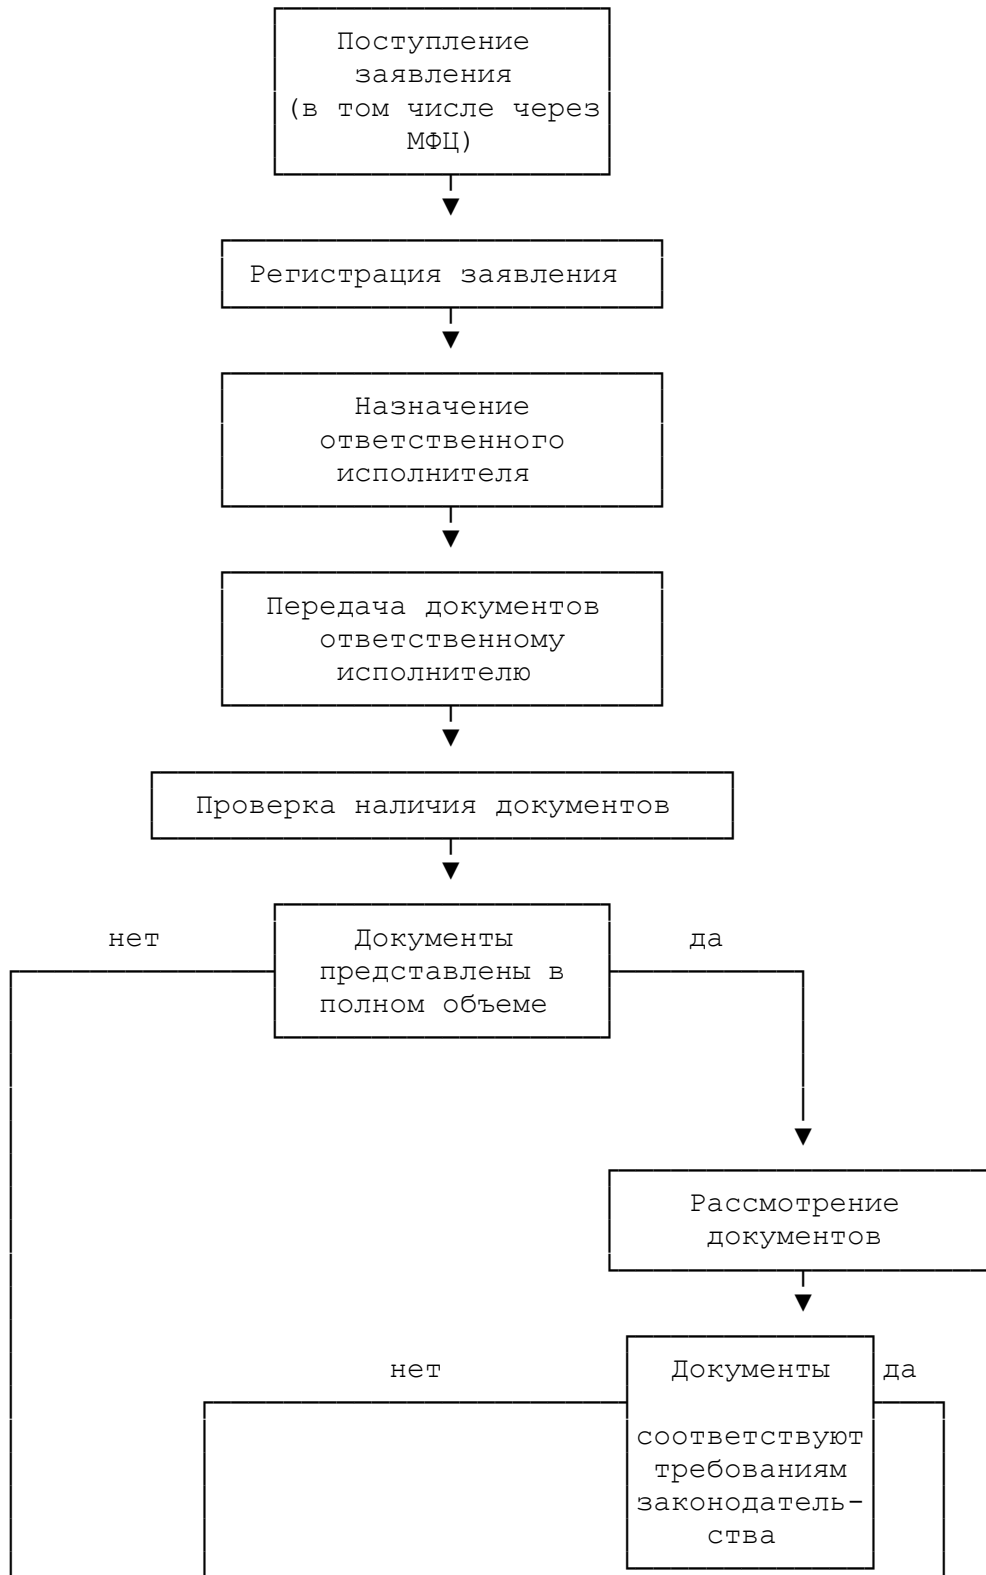 Поступление
заявления
(в том числе через
МФЦ)
Регистрация заявления
Назначение
ответственного
исполнителя
Передача документов
ответственному
исполнителю
Проверка наличия документов
нет
Документы
представлены в
полном объеме
да
Рассмотрение
документов
нет
Документы
соответствуют
требованиям
законодатель-
ства
да